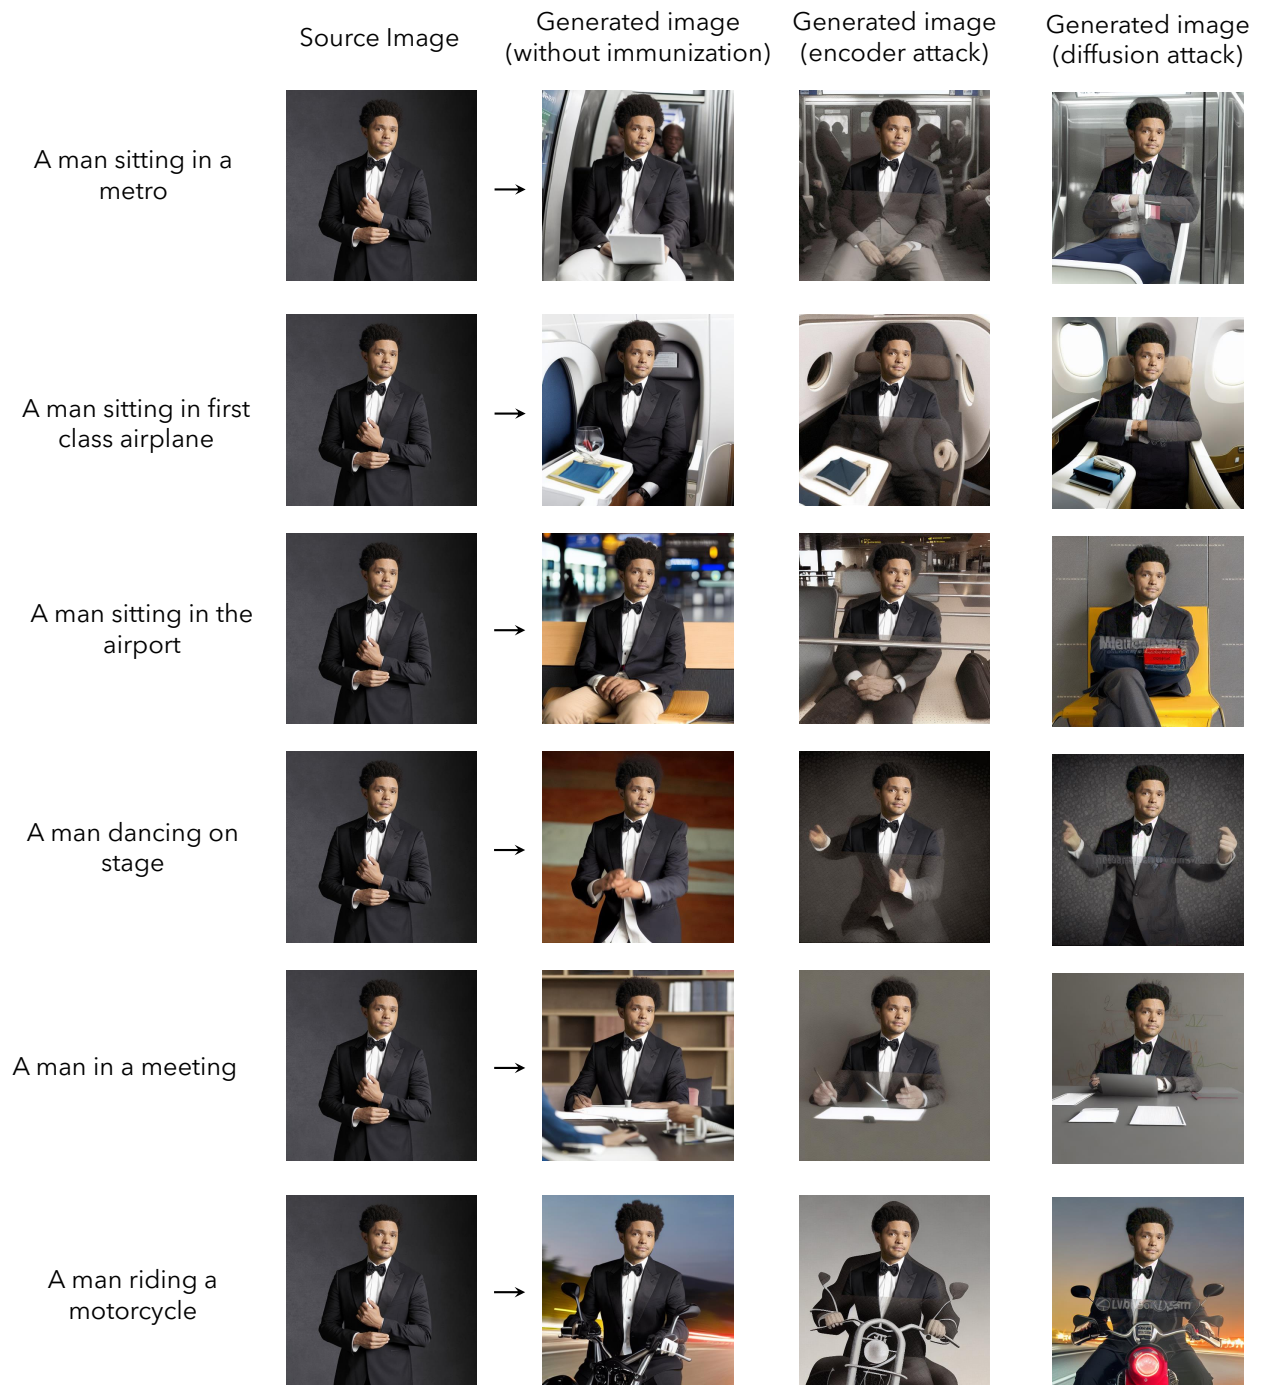 Source Image
Generated image
(without immunization)
Generated image
(encoder attack)
Generated image
(diffusion attack)
A man sitting in a
metro
A man sitting in first
class airplane
A man sitting in the
airport
A man dancing on
stage
A man in a meeting
A man riding a
motorcycle